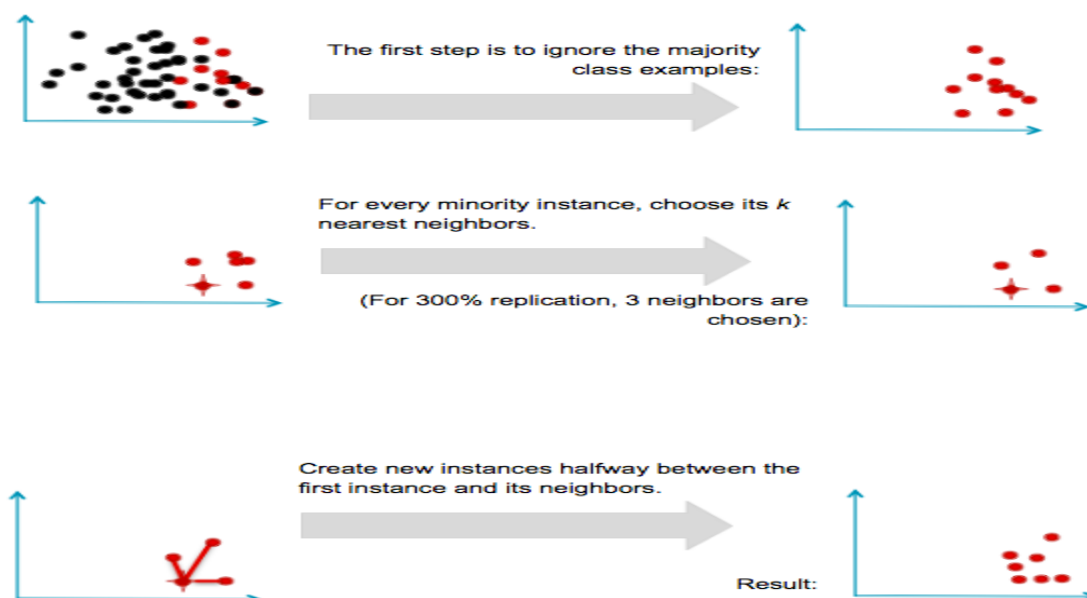 The first step is to ignore the majority
class examples:
For every minority instance, choose its k
nearest neighbors.
(For 300% replication, 3 neighbors are
chosen):
Create new instances halfway between the
first instance and its neighbors.
Result: